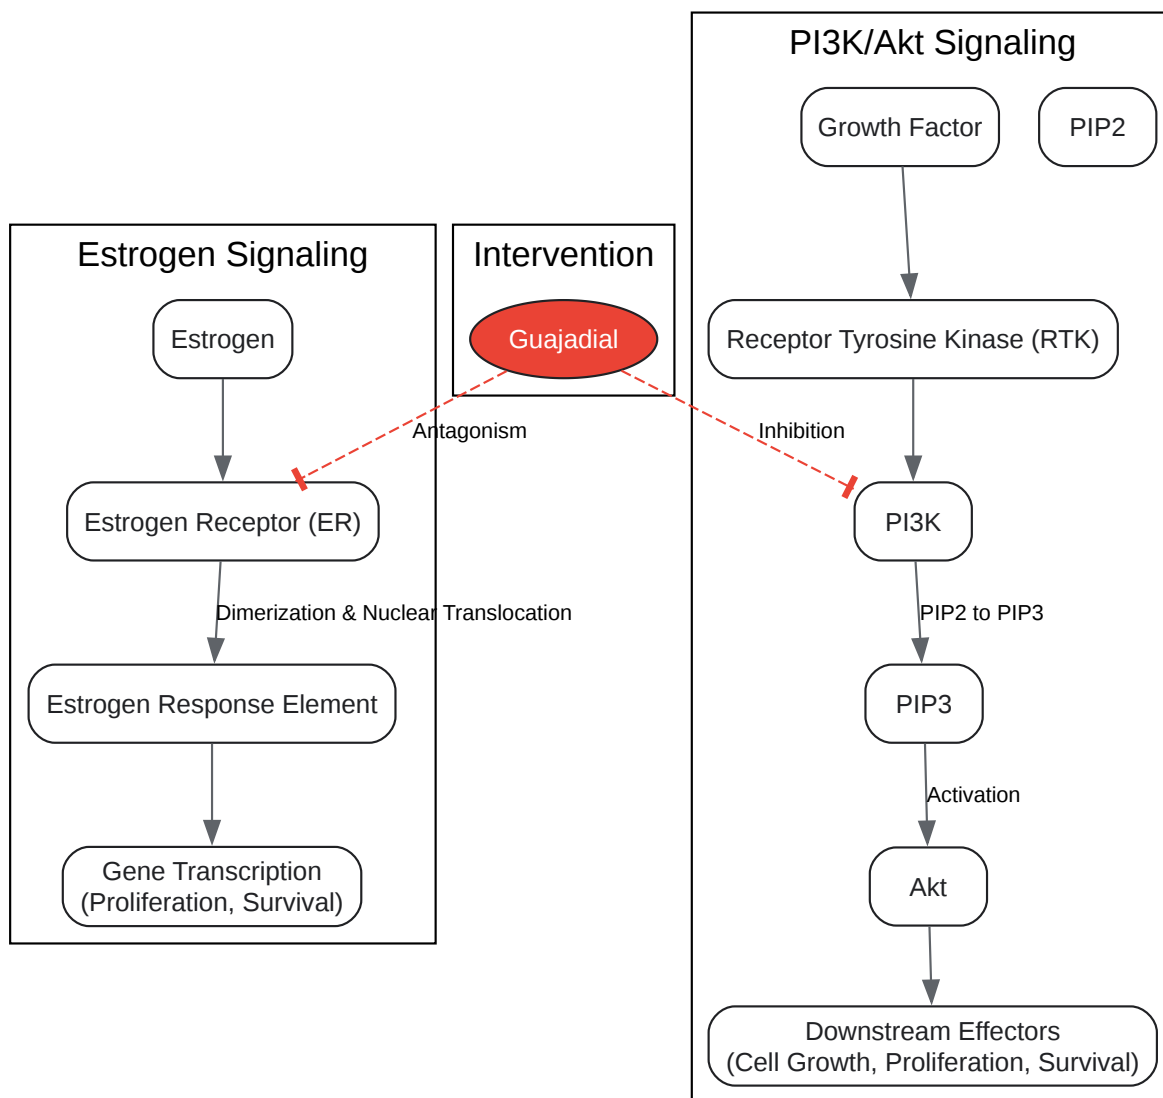 Estrogen Signaling
Estrogen
Estrogen Receptor (ER)
Dimerization & Nuclear Translocation
Estrogen Response Element
Gene Transcription
(Proliferation, Survival)
Intervention
Guajadial
Antagonism
Inhibition
PI3K/Akt Signaling
Growth Factor
PIP2
Receptor Tyrosine Kinase (RTK)
PI3K
PIP2 to PIP3
PIP3
Activation
Akt
Downstream Effectors
(Cell Growth, Proliferation, Survival)